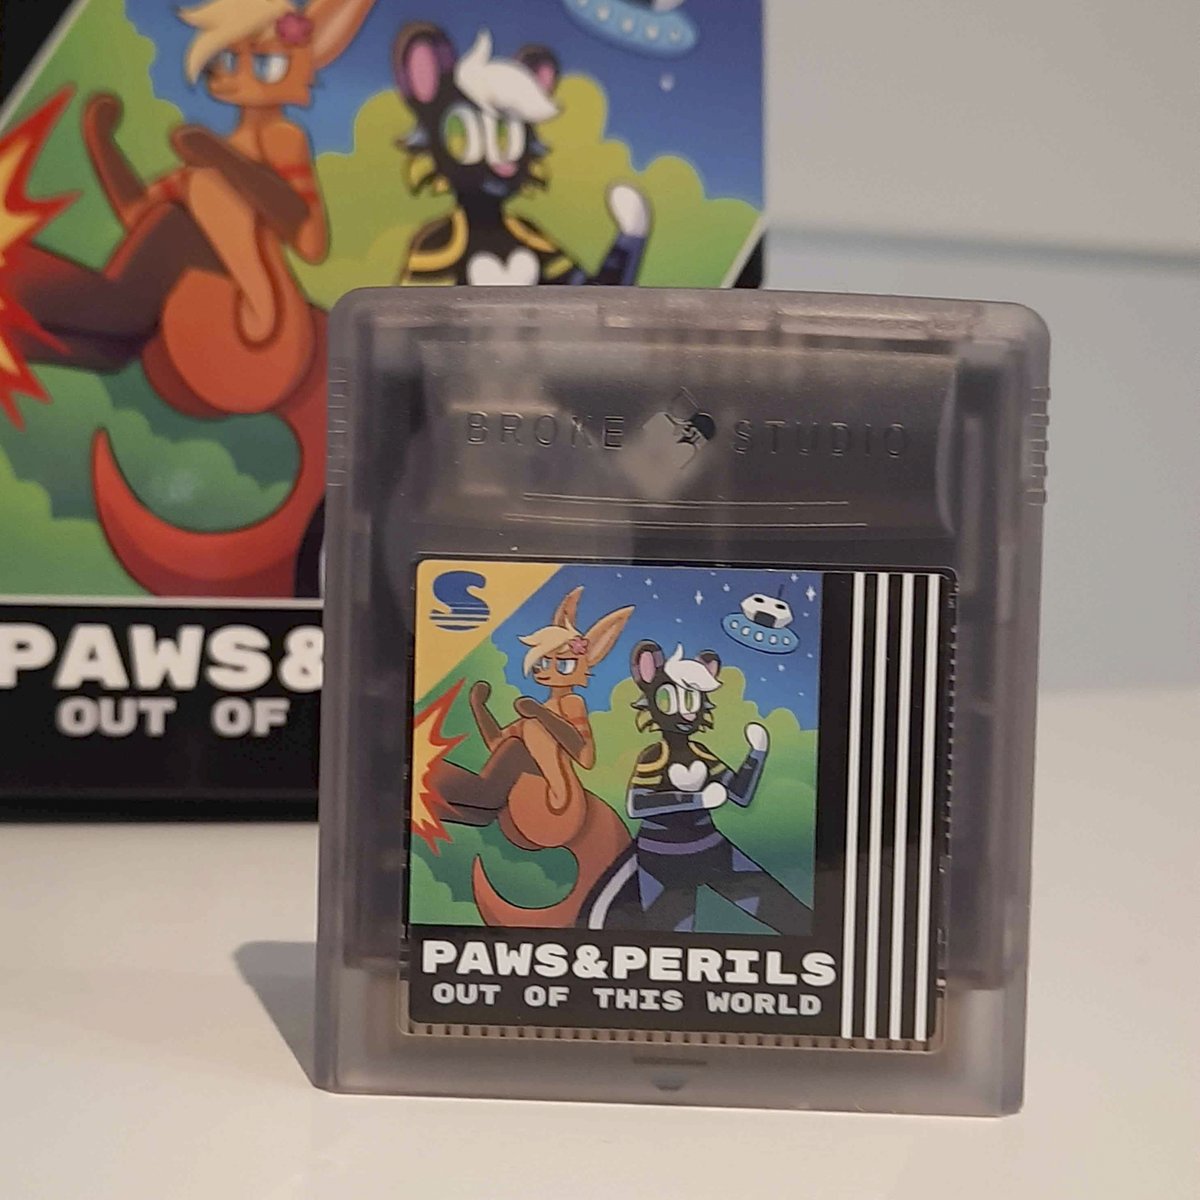 BROKE STUDIO
S
PAWS&PERILS
OUT OF THIS WORLD
PAWS&
OUT OF